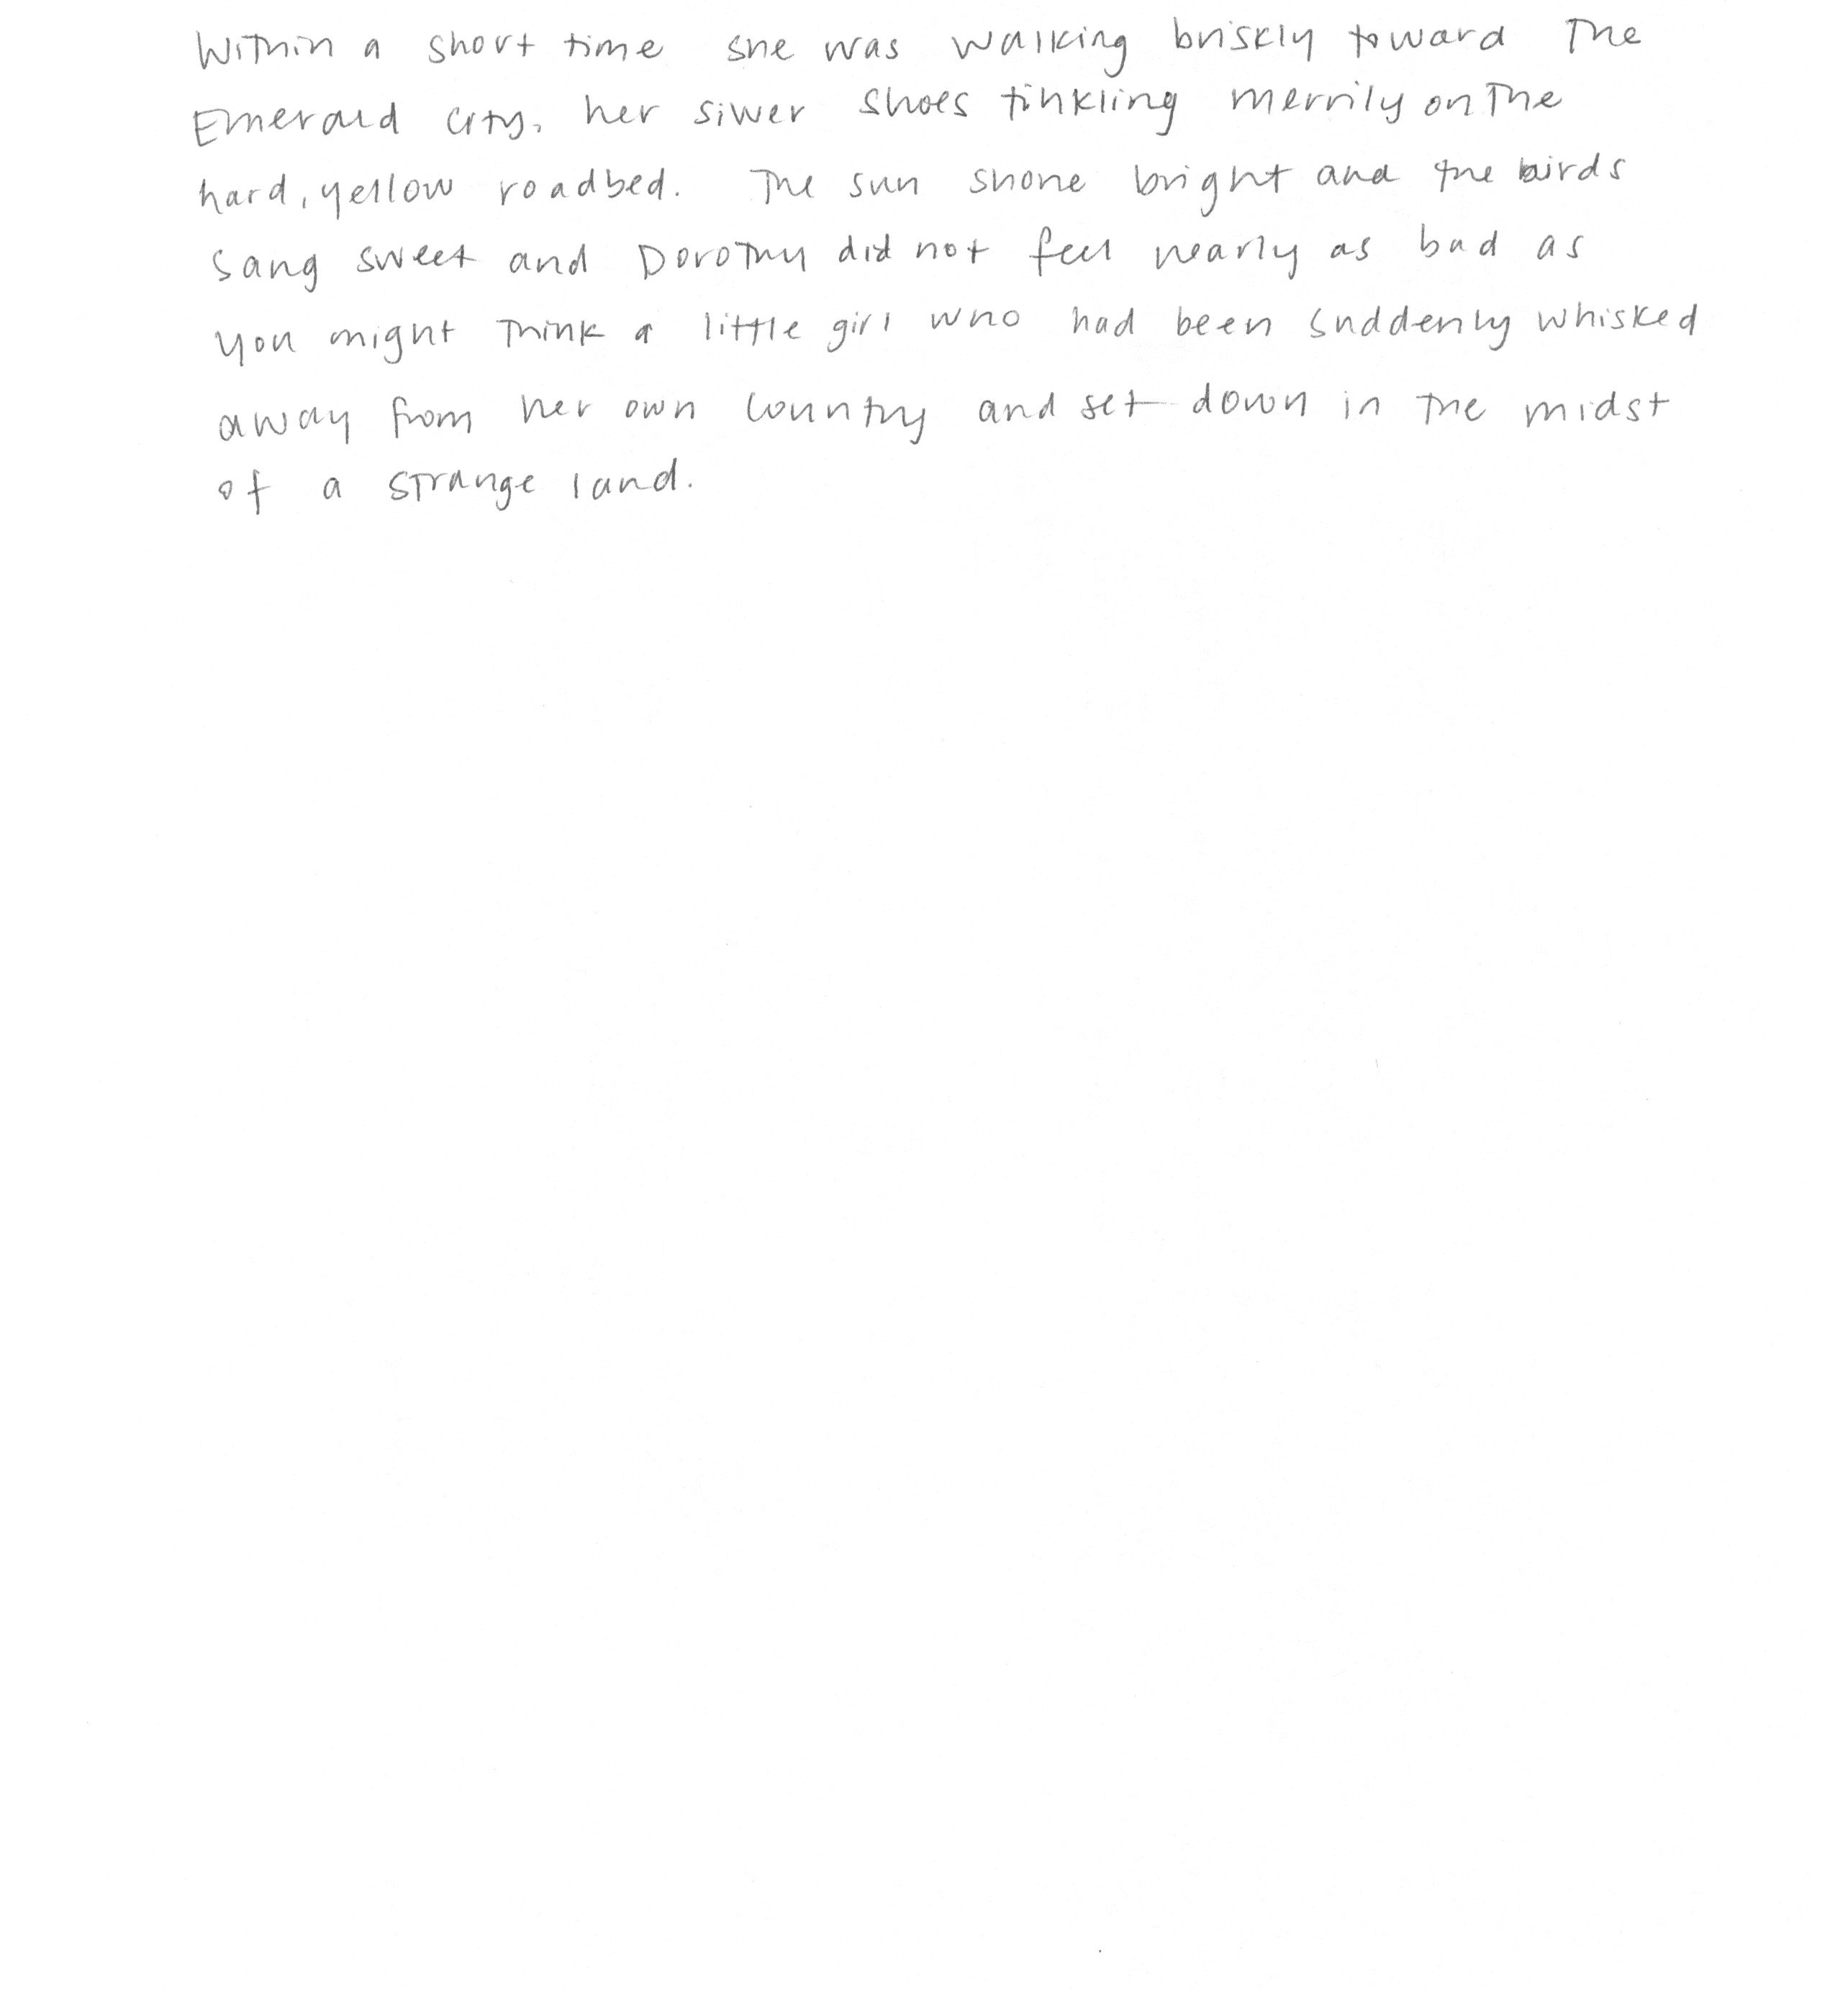 Within a short time she was walking briskly toward the
Emerald City, her silver shoes tinkling merrily on the
hard, yellow roadbed. The sun shone bright and the birds
sang sweet and Dorothy did not feel nearly as bad as
you might think a little girl who had been suddenly whisked
away from her own country and set down in the midst
of a strange land.